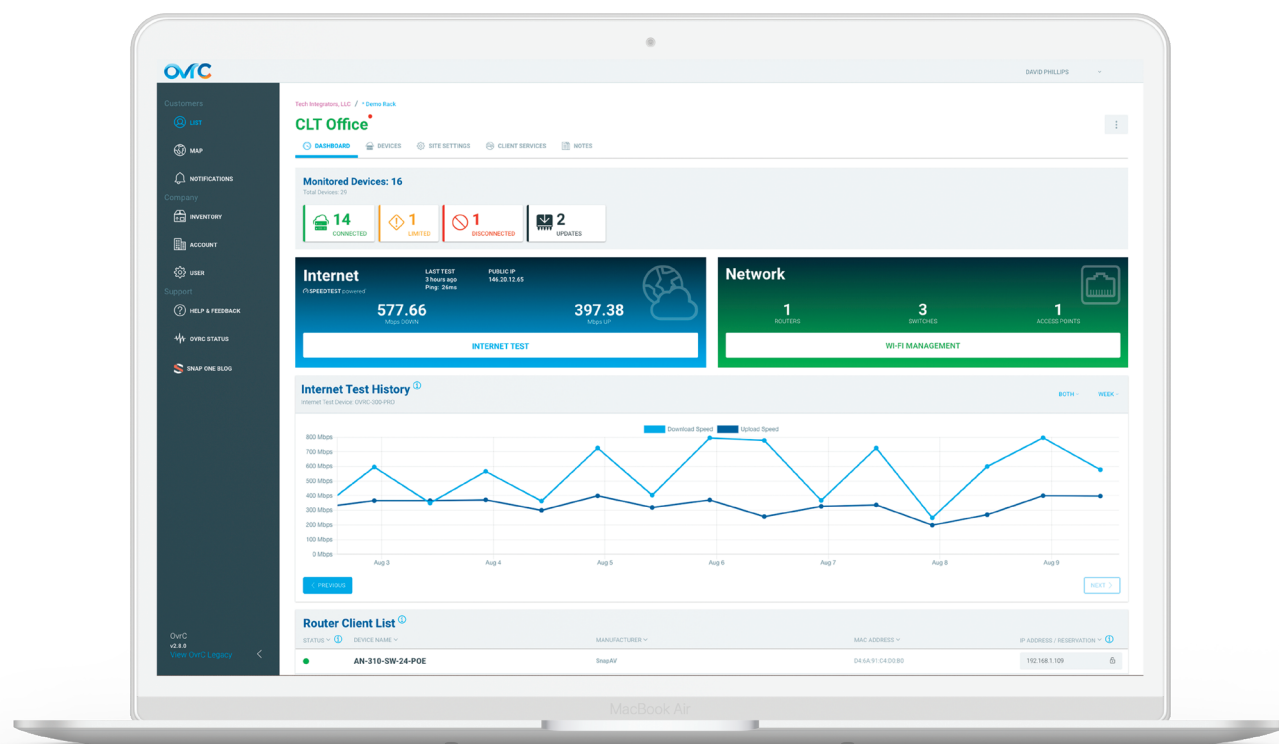 OvrC
DAVID PHILLIPS
Customers
LIST
MAP
NOTIFICATIONS
Company
INVENTORY
ACCOUNT
USER
Support
HELP & FEEDBACK
OVRC STATUS
SNAP ONE BLOG
OvrC
v2.8.0
View OvrC Legacy
Tech Integrators, LLC / * Demo Rack
CLT Office
DASHBOARD DEVICES SITE SETTINGS CLIENT SERVICES NOTES
Monitored Devices: 16
Total Devices: 29
14 CONNECTED
1 LIMITED
1 DISCONNECTED
2 UPDATES
Internet
SPEEDTEST powered
LAST TEST
3 hours ago
Ping: 26ms
PUBLIC IP
146.20.12.65
577.66
Mbps DOWN
397.38
Mbps UP
INTERNET TEST
Network
1
ROUTERS
3
SWITCHES
1
ACCESS POINTS
WI-FI MANAGEMENT
Internet Test History
Internet Test Device: OVRC-300-PRO
BOTH
WEEK
Download Speed Upload Speed
800 Mbps
700 Mbps
600 Mbps
500 Mbps
400 Mbps
300 Mbps
200 Mbps
100 Mbps
0 Mbps
Aug 3 Aug 4 Aug 5 Aug 6 Aug 7 Aug 8 Aug 9
< PREVIOUS
NEXT >
Router Client List
STATUS DEVICE NAME MANUFACTURER MAC ADDRESS IP ADDRESS / RESERVATION
AN-310-SW-24-POE SnapAV D4:6A:91:C4:D0:B0 192.168.1.109
MacBook Air